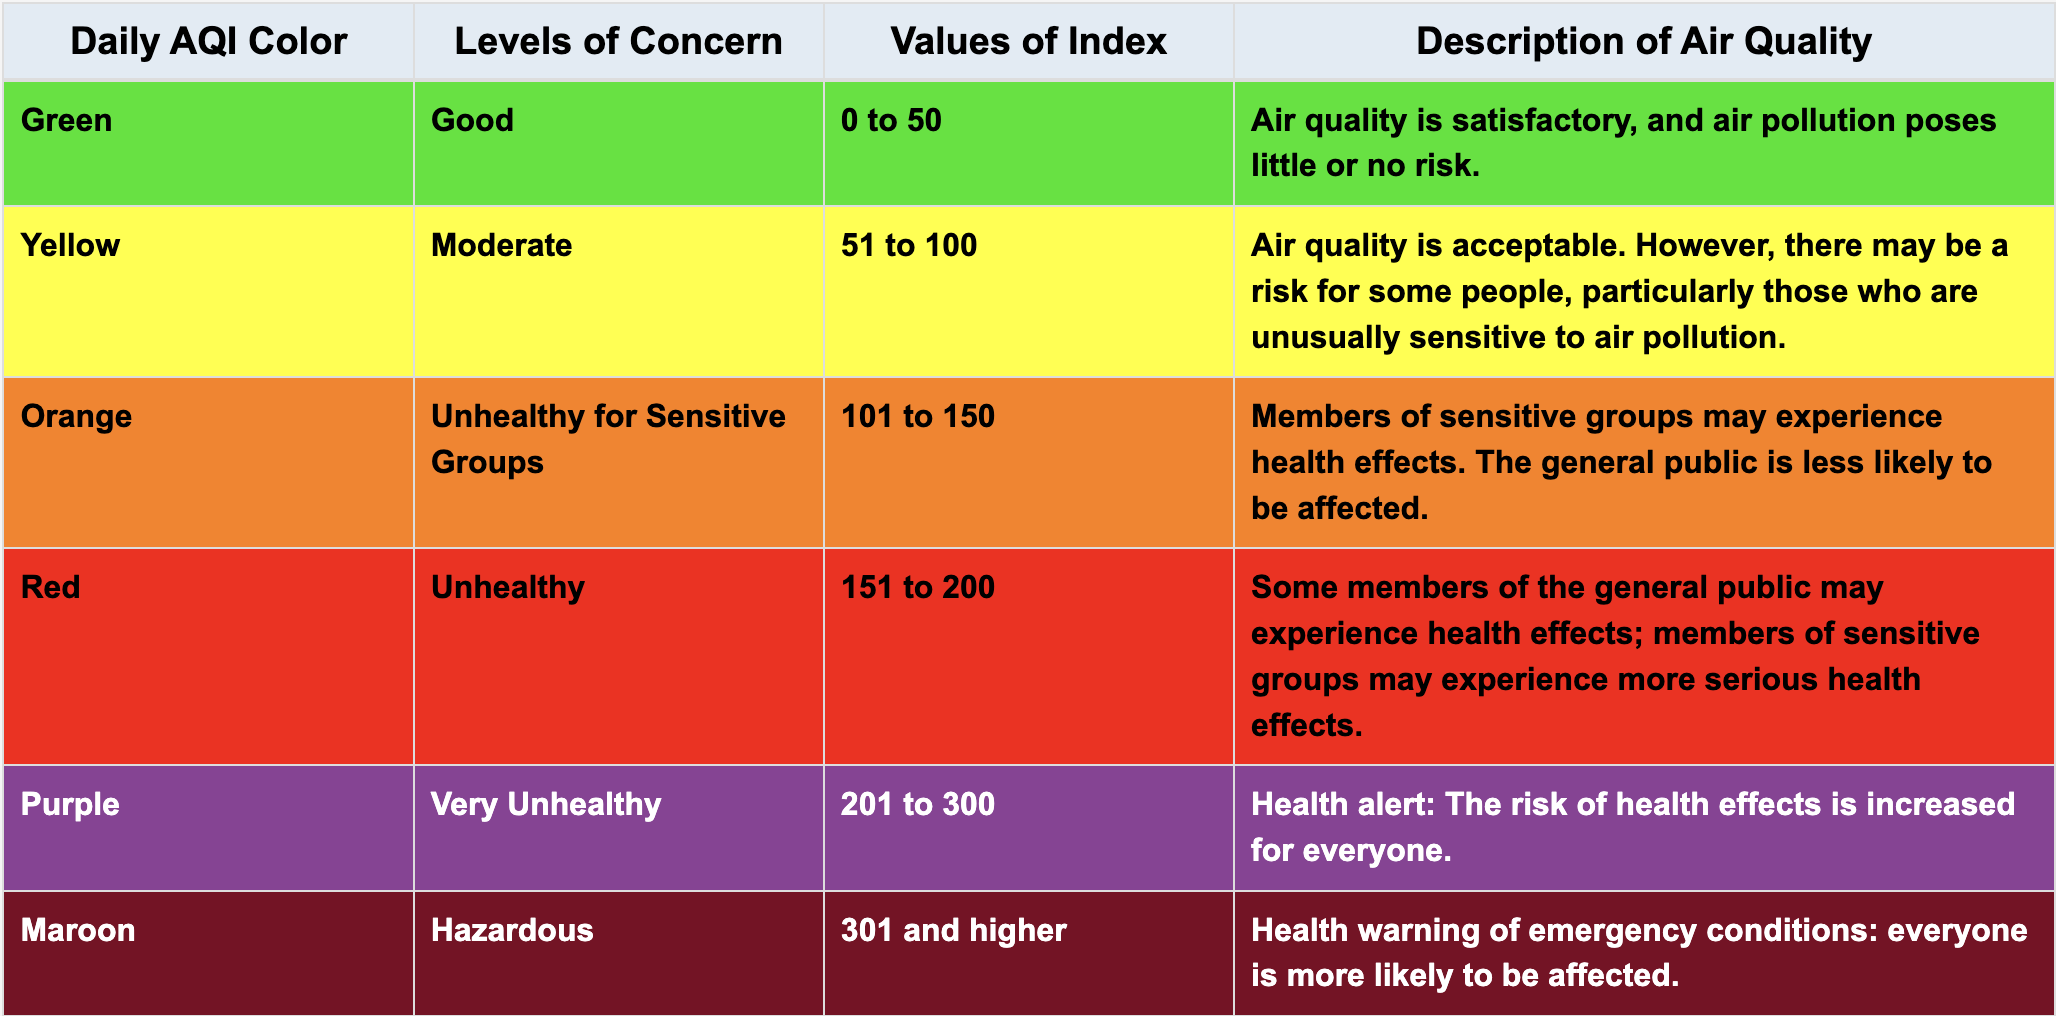 Daily AQI Color Levels of Concern Values of Index Description of Air Quality
Green Good 0 to 50 Air quality is satisfactory, and air pollution poses
little or no risk.
Yellow Moderate 51 to 100 Air quality is acceptable. However, there may be a
risk for some people, particularly those who are
unusually sensitive to air pollution.
Orange Unhealthy for Sensitive 101 to 150 Members of sensitive groups may experience
Groups health effects. The general public is less likely to
be affected.
Red Unhealthy 151 to 200 Some members of the general public may
experience health effects; members of sensitive
groups may experience more serious health
effects.
Purple Very Unhealthy 201 to 300 Health alert: The risk of health effects is increased
for everyone.
Maroon Hazardous 301 and higher Health warning of emergency conditions: everyone
is more likely to be affected.